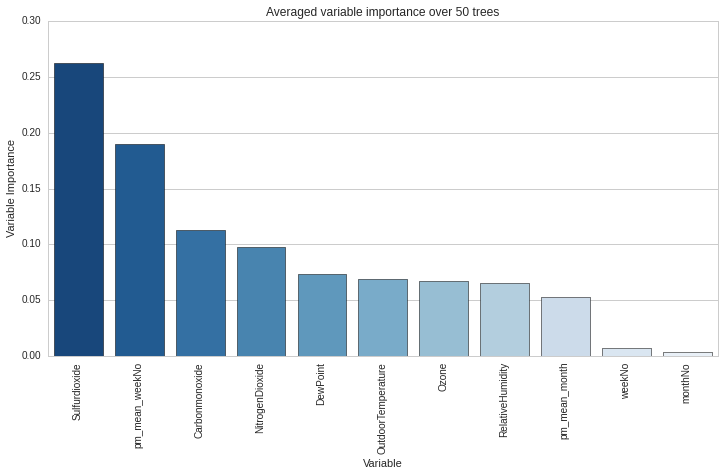 Averaged variable importance over 50 trees
0.30
0.25
0.20
0.15
0.10
0.05
0.00
Variable Importance
Sulfurdioxide
pm_mean_weekNo
Carbonmonoxide
NitrogenDioxide
DewPoint
OutdoorTemperature
Ozone
RelativeHumidity
pm_mean_month
weekNo
monthNo
Variable